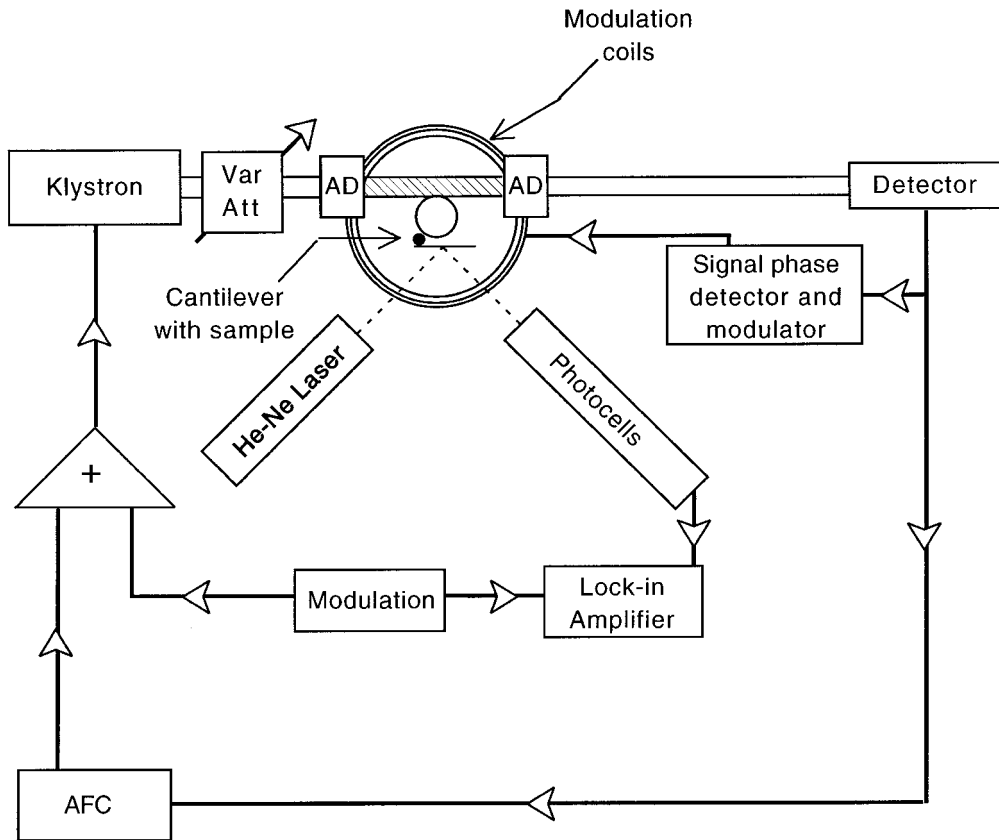 Modulation
coils
Klystron
Var
Att
AD
AD
Detector
Signal phase
detector and
modulator
Cantilever
with sample
He-Ne Laser
Photocells
+
Modulation
Lock-in
Amplifier
AFC